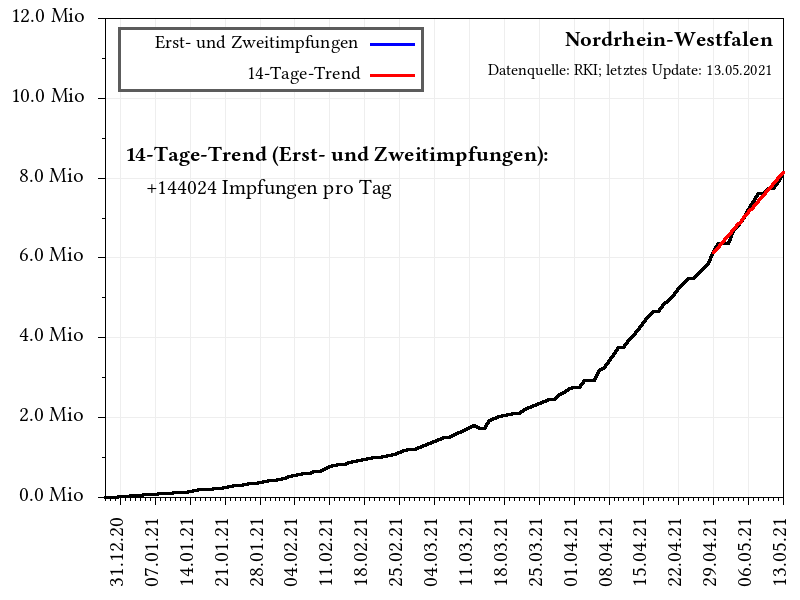 12.0 Mio
10.0 Mio
8.0 Mio
6.0 Mio
4.0 Mio
2.0 Mio
0.0 Mio
Erst- und Zweitimpfungen
14-Tage-Trend
Nordrhein-Westfalen
Datenquelle: RKI; letztes Update: 13.05.2021
14-Tage-Trend (Erst- und Zweitimpfungen):
+144024 Impfungen pro Tag
31.12.20
07.01.21
14.01.21
21.01.21
28.01.21
04.02.21
11.02.21
18.02.21
25.02.21
04.03.21
11.03.21
18.03.21
25.03.21
01.04.21
08.04.21
15.04.21
22.04.21
29.04.21
06.05.21
13.05.21